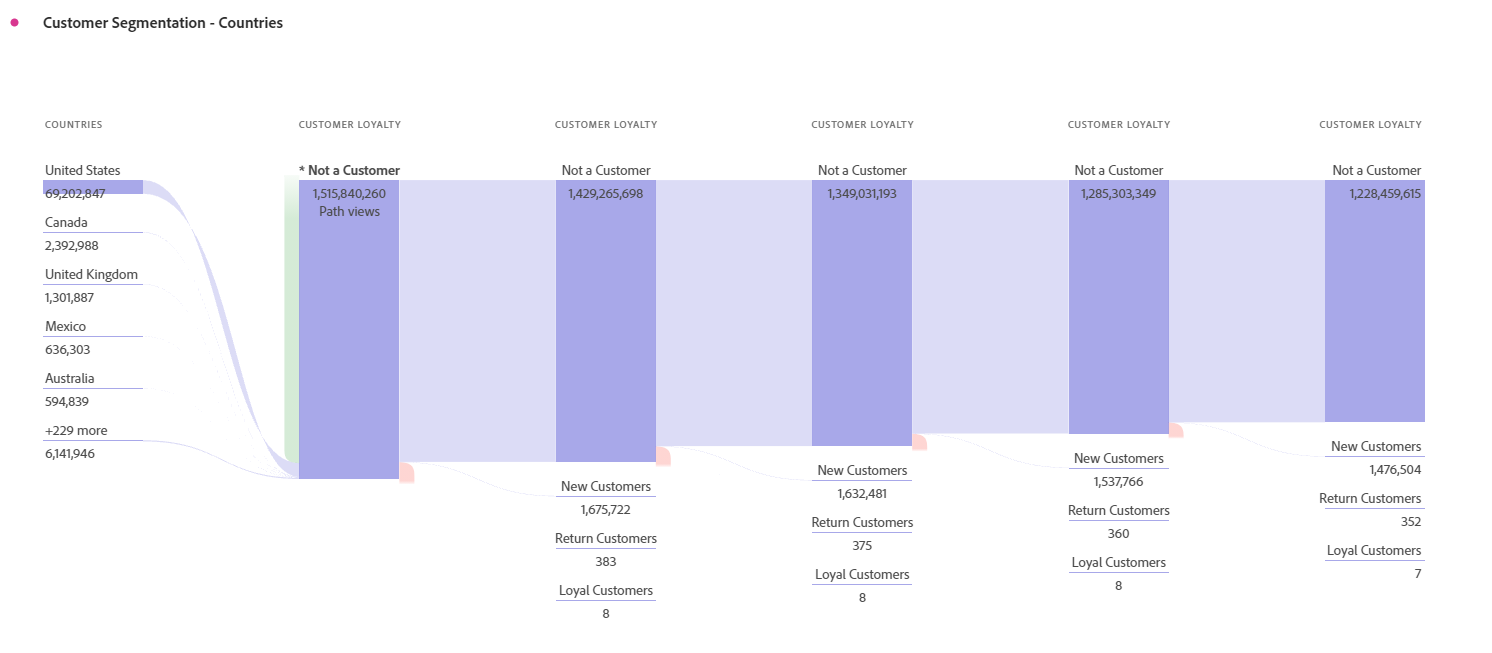 Customer Segmentation - Countries
COUNTRIES
United States
69,202,847
Canada
2,392,988
United Kingdom
1,301,887
Mexico
636,303
Australia
594,839
+229 more
6,141,946
CUSTOMER LOYALTY
* Not a Customer
1,515,840,260
Path views
CUSTOMER LOYALTY
Not a Customer
1,429,265,698
New Customers
1,675,722
Return Customers
383
Loyal Customers
8
CUSTOMER LOYALTY
Not a Customer
1,349,031,193
New Customers
1,632,481
Return Customers
375
Loyal Customers
8
CUSTOMER LOYALTY
Not a Customer
1,285,303,349
New Customers
1,537,766
Return Customers
360
Loyal Customers
8
CUSTOMER LOYALTY
Not a Customer
1,228,459,615
New Customers
1,476,504
Return Customers
352
Loyal Customers
7